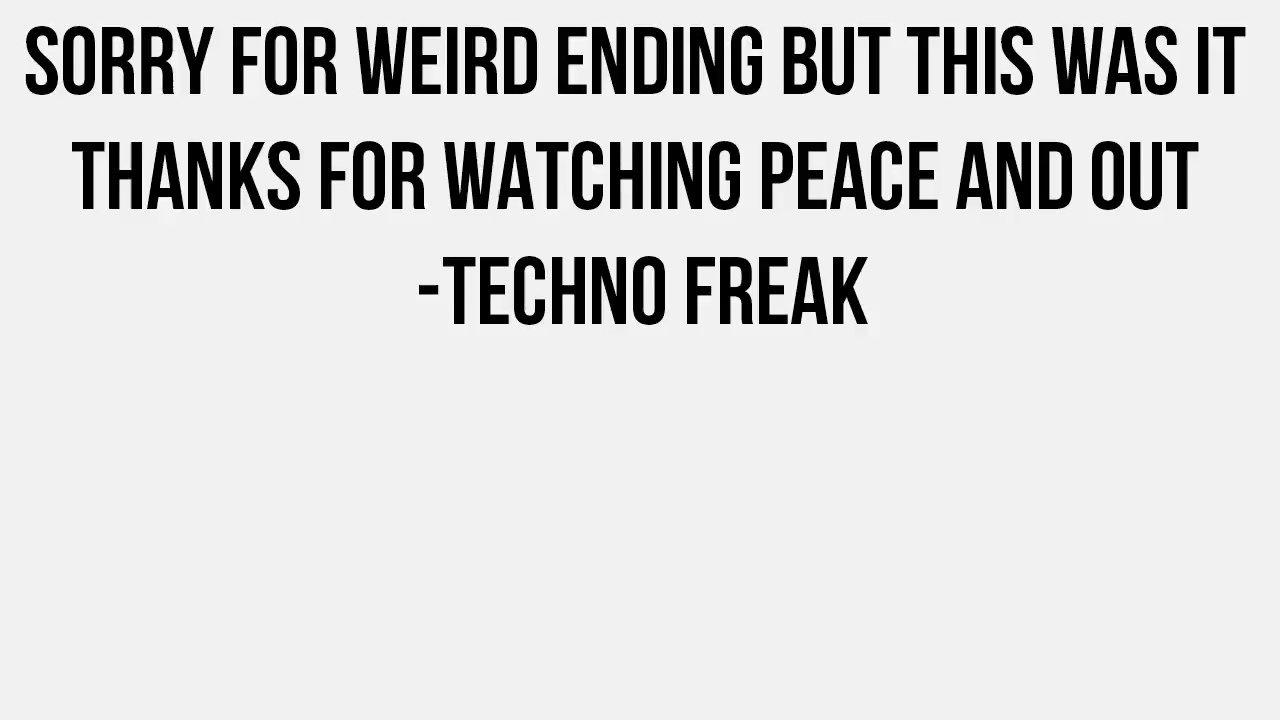 SORRY FOR WEIRD ENDING BUT THIS WAS IT
THANKS FOR WATCHING PEACE AND OUT
-TECHNO FREAK